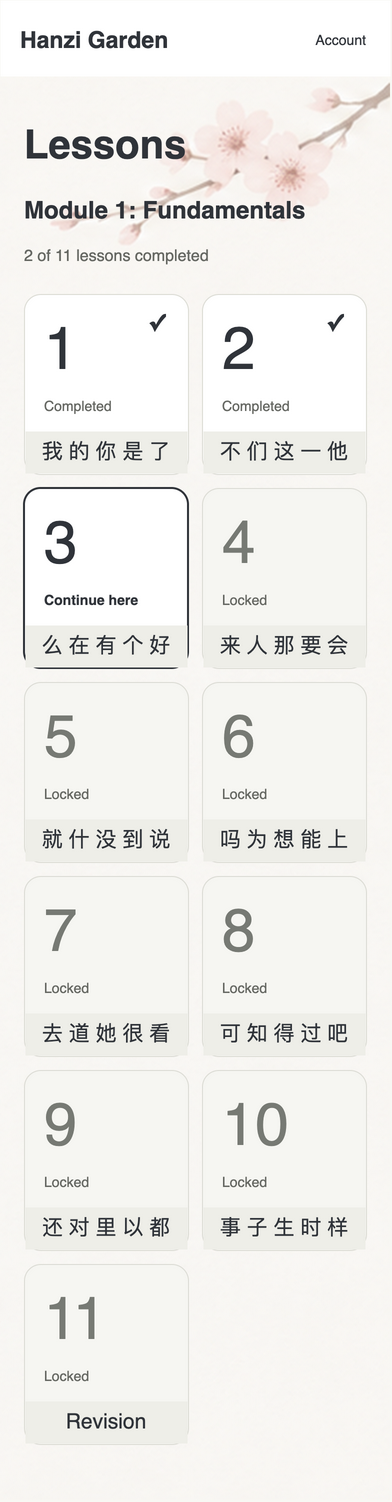 Hanzi Garden
Account
Lessons
Module 1: Fundamentals
2 of 11 lessons completed
1 ✓
Completed
我的你是了
2 ✓
Completed
不们这一他
3
Continue here
么在有个好
4
Locked
来人那要会
5
Locked
就什没到说
6
Locked
吗为想能上
7
Locked
去道她很看
8
Locked
可知得过吧
9
Locked
还对里以都
10
Locked
事子生时样
11
Locked
Revision